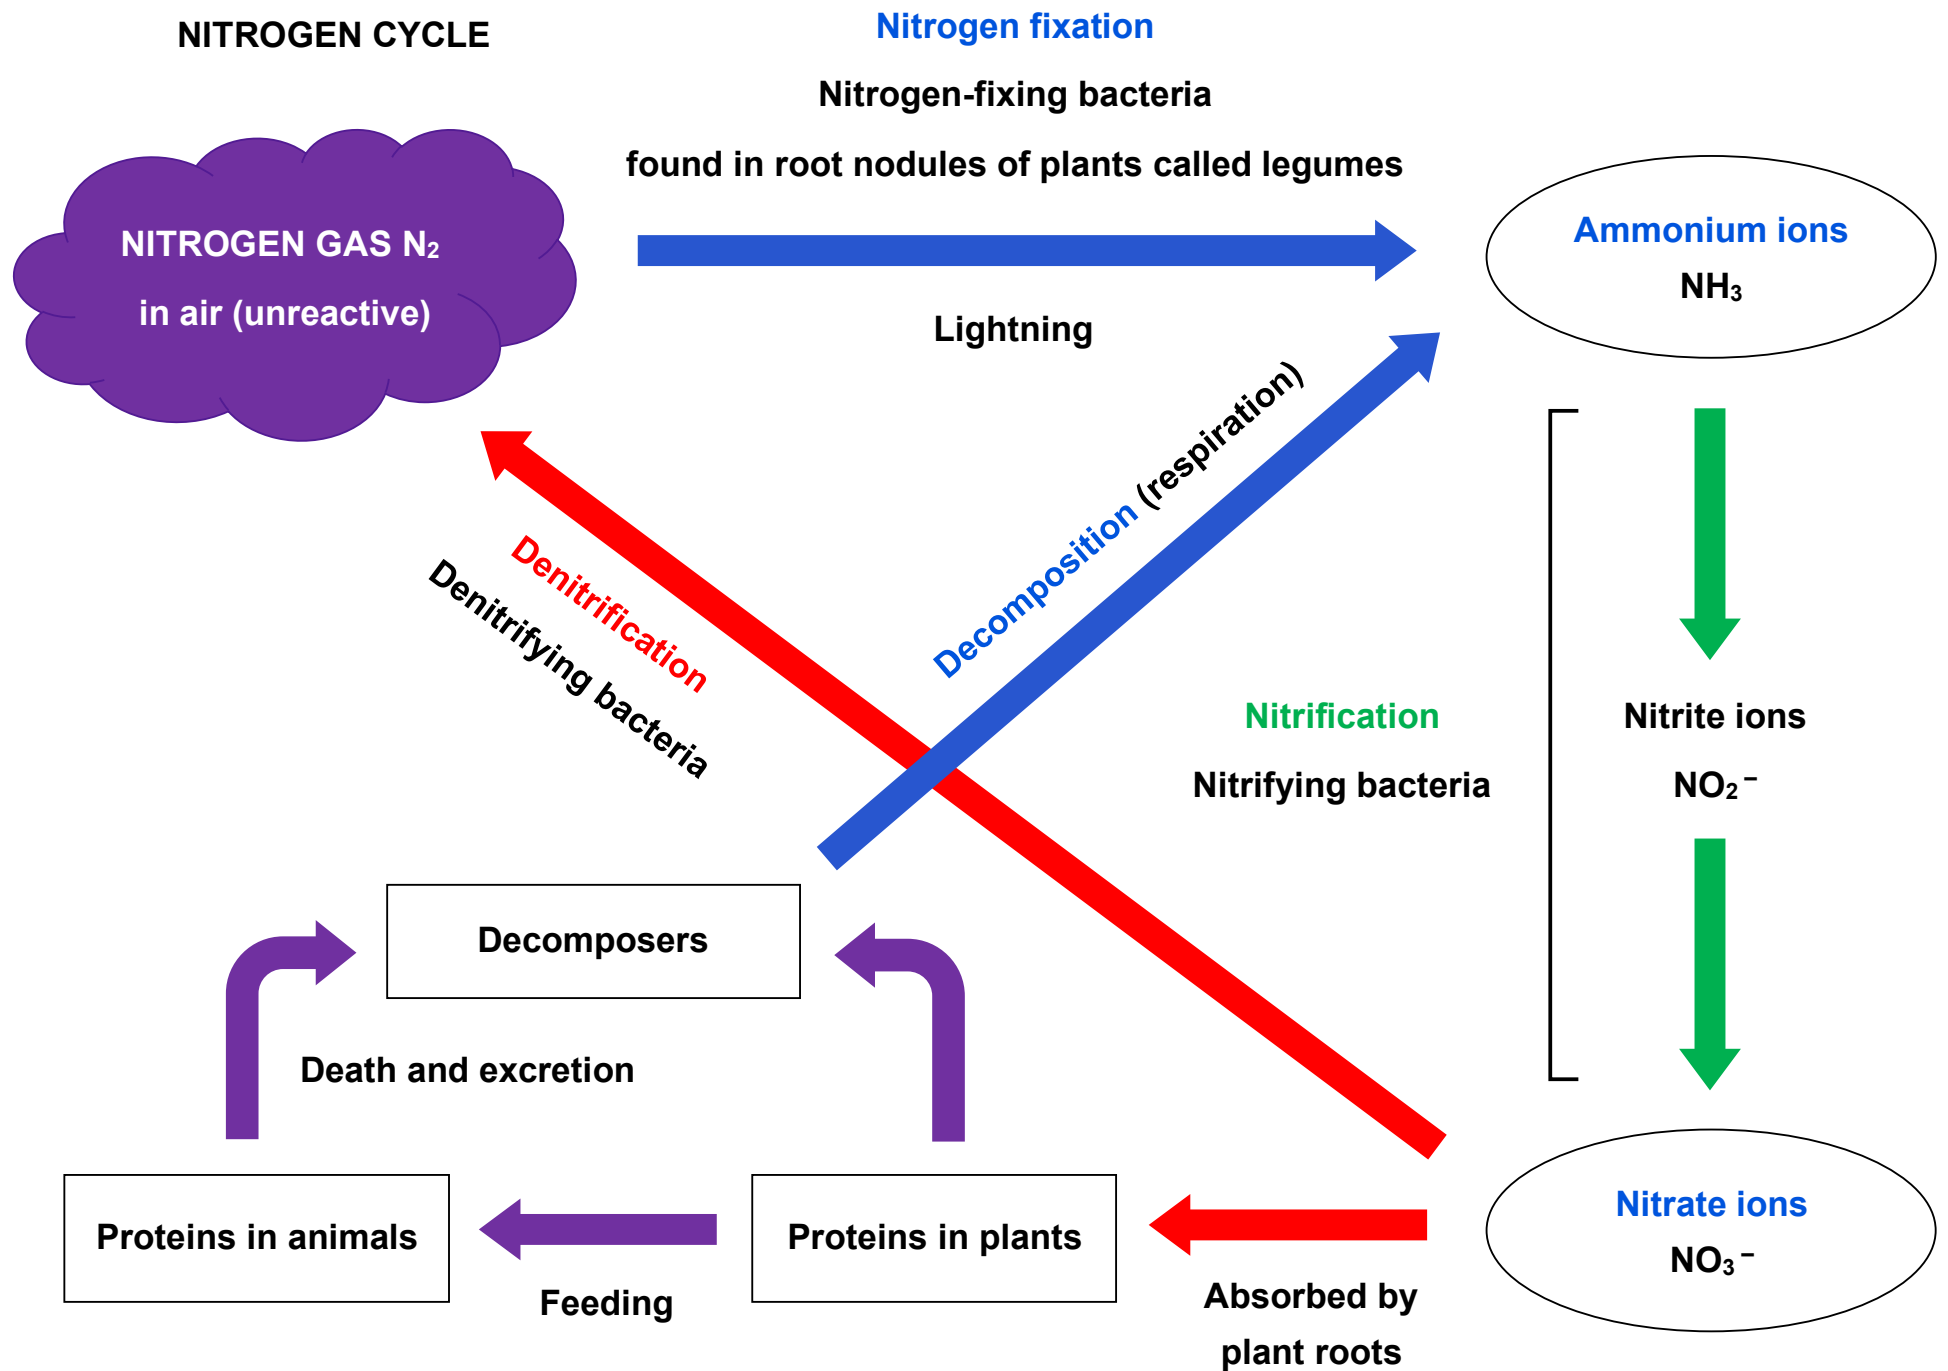 NITROGEN CYCLE
Nitrogen fixation
Nitrogen-fixing bacteria
found in root nodules of plants called legumes
NITROGEN GAS N₂
in air (unreactive)
Lightning
Ammonium ions
NH₃
Decomposition (respiration)
Denitrification
Denitrifying bacteria
Nitrification
Nitrifying bacteria
Nitrite ions
NO₂⁻
Decomposers
Death and excretion
Proteins in animals
Feeding
Proteins in plants
Absorbed by
plant roots
Nitrate ions
NO₃⁻